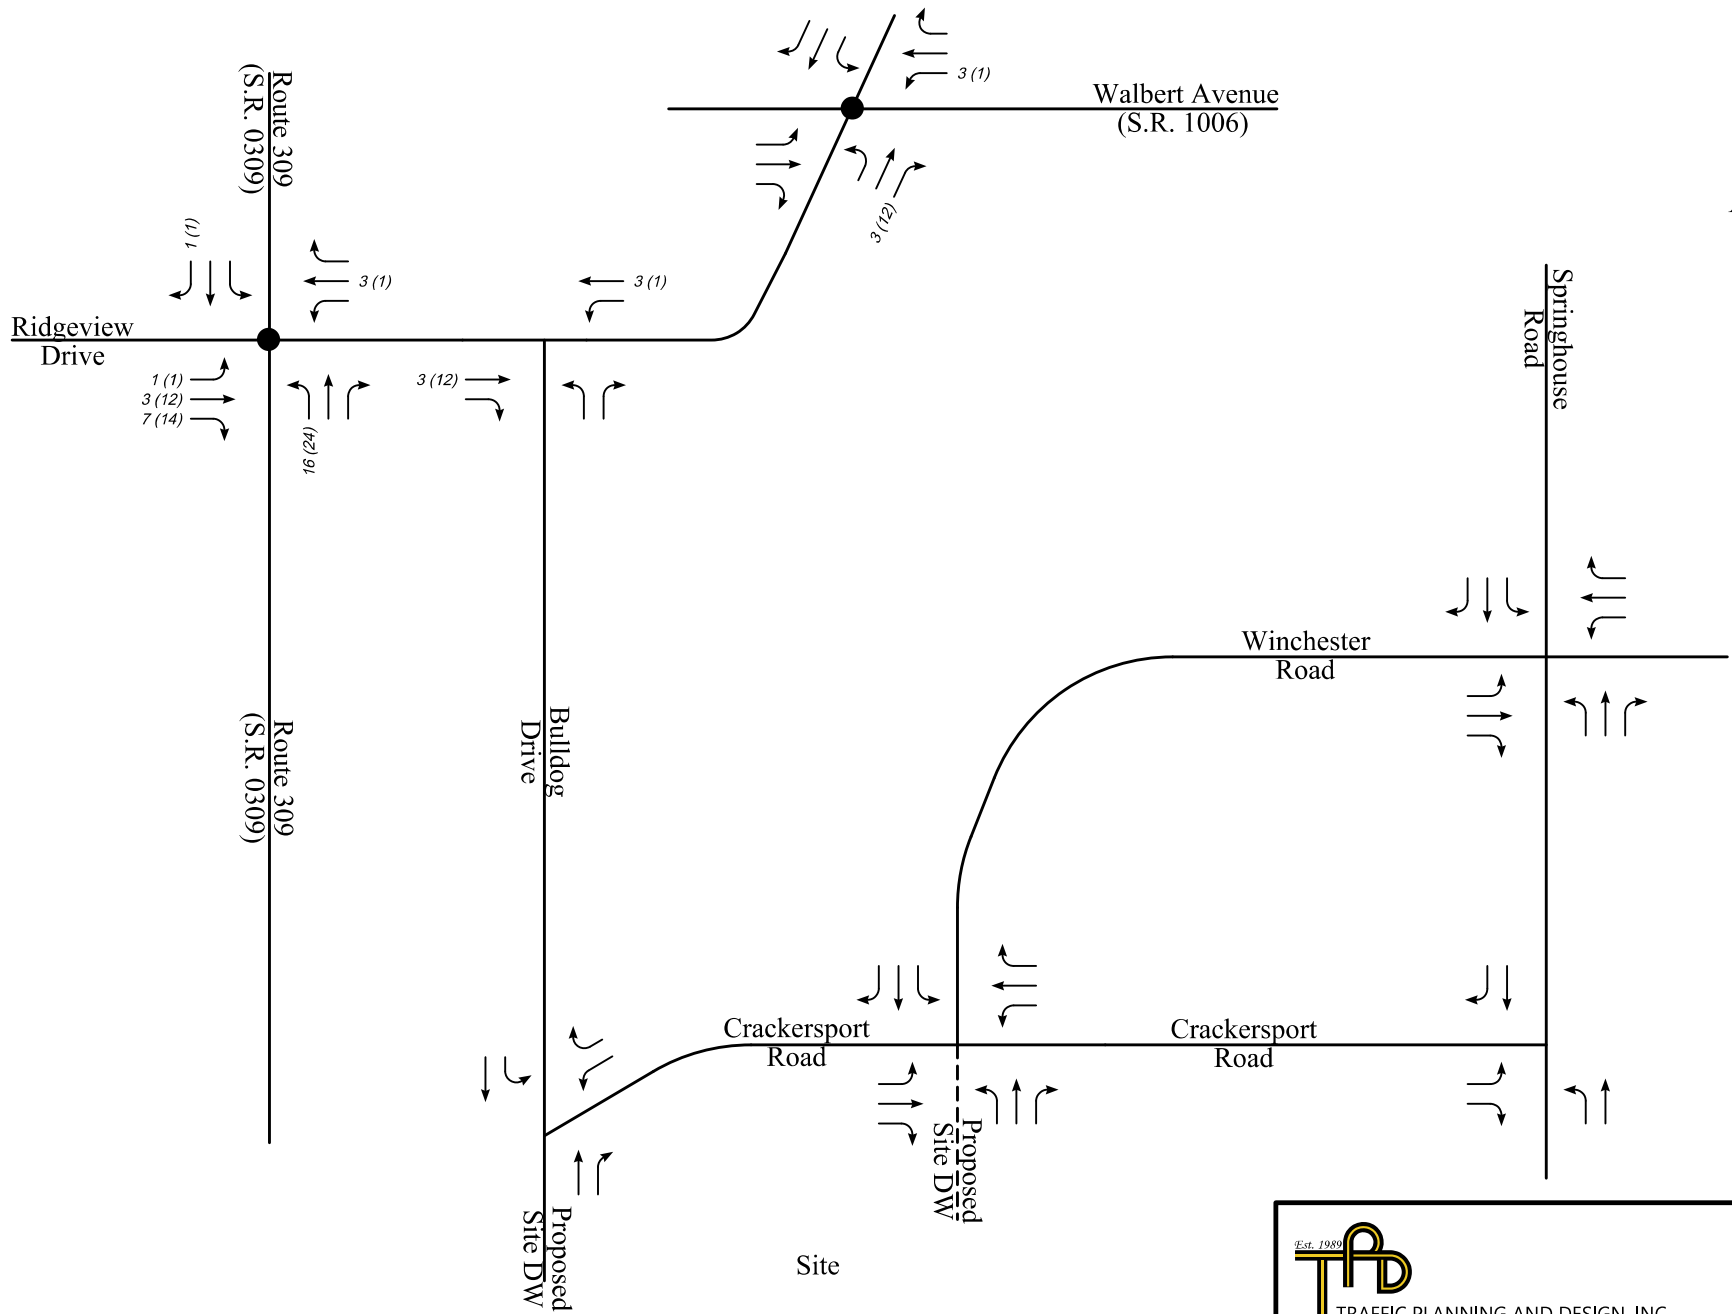 3 (1)
Walbert Avenue
(S.R. 1006)
Route 309
(S.R. 0309)
1 (1)
3 (12)
3 (1)
3 (1)
Ridgeview
Drive
1 (1)
3 (12)
7 (14)
16 (24)
3 (12)
Springhouse
Road
Winchester
Road
Route 309
(S.R. 0309)
Bulldog
Drive
Crackersport
Road
Crackersport
Road
Proposed
Site DW
Proposed
Site DW
Site
Est. 1989
TPD
TRAFFIC PLANNING AND DESIGN, INC.